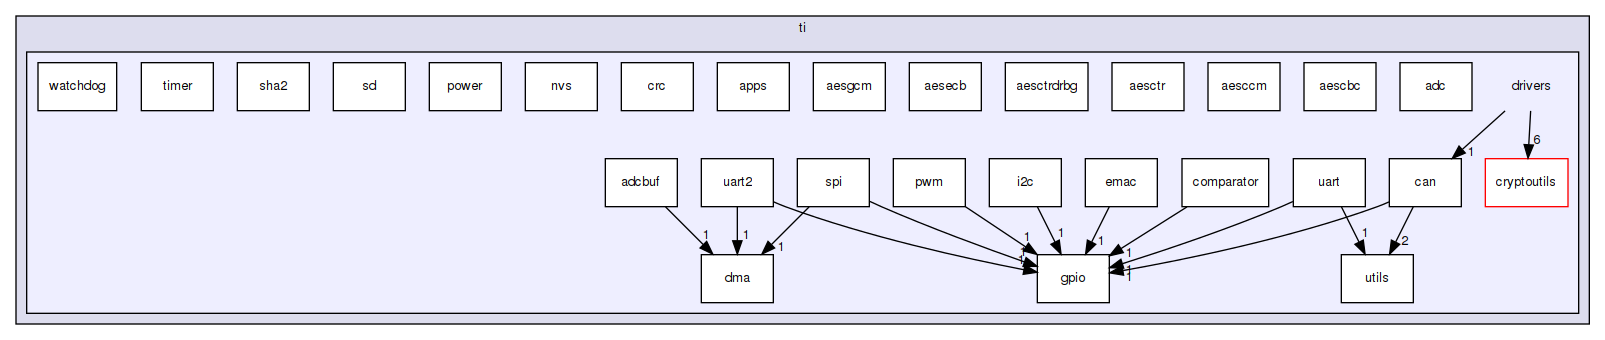 ti
watchdog timer sha2 sd power nvs crc apps aesgcm aesecb aesctrdrbg aesctr aesccm aescbc adc drivers
6
1
adcbuf uart2 spi pwm i2c emac comparator uart can cryptoutils
1 1 1 1 1 1 1 1 1 1 1 1 2
dma gpio utils